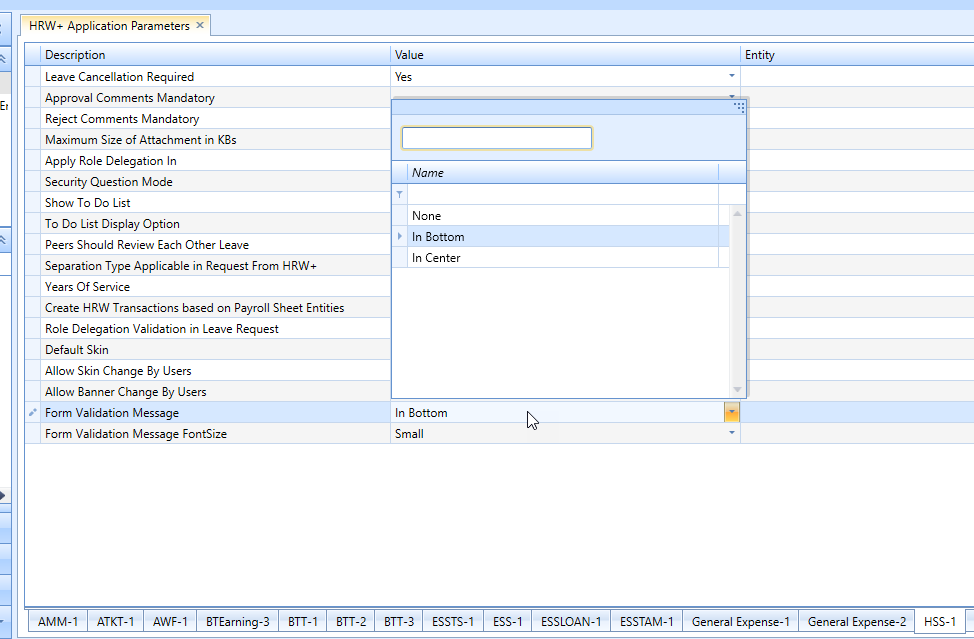 HRW+ Application Parameters
Description Value Entity
Leave Cancellation Required Yes
Approval Comments Mandatory
Reject Comments Mandatory
Maximum Size of Attachment in KBs
Apply Role Delegation In
Security Question Mode
Show To Do List
To Do List Display Option
Peers Should Review Each Other Leave
Separation Type Applicable in Request From HRW+
Years Of Service
Create HRW Transactions based on Payroll Sheet Entities
Role Delegation Validation in Leave Request
Default Skin
Allow Skin Change By Users
Allow Banner Change By Users
Name
None
In Bottom
In Center
Form Validation Message In Bottom
Form Validation Message FontSize Small
AMM-1 ATKT-1 AWF-1 BTEarning-3 BTT-1 BTT-2 BTT-3 ESSTS-1 ESS-1 ESSLOAN-1 ESSTAM-1 General Expense-1 General Expense-2 HSS-1